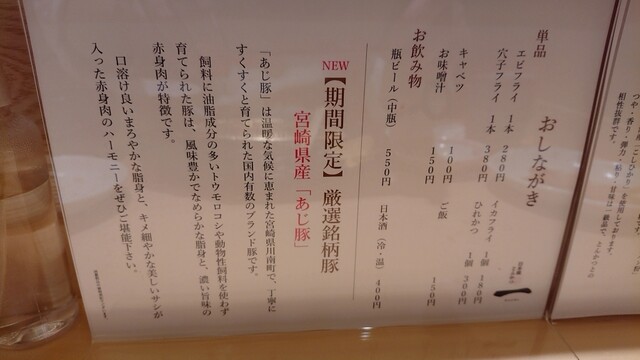 おしながき
単品
エビフライ 1本 280円
イカフライ 1個 180円
穴子フライ 1本 380円
ひれかつ 1個 300円
キャベツ 100円
ご飯 150円
お味噌汁 150円
お飲み物
瓶ビール（中瓶） 550円
日本酒（冷・温） 400円
NEW
【期間限定】厳選銘柄豚
宮崎県産「あじ豚」
「あじ豚」は温暖な気候に恵まれた宮崎県川南町で、丁寧に
すくすくと育てられた国内有数のブランド豚です。
飼料に油脂成分の多いトウモロコシや動物性飼料を使わず
育てられた豚は、風味豊かでなめらかな脂身と、濃い旨味の
赤身肉が特徴です。
口溶け良いまろやかな脂身と、キメ細やかな美しいサシが
入った赤身肉のハーモニーをぜひご堪能下さい。